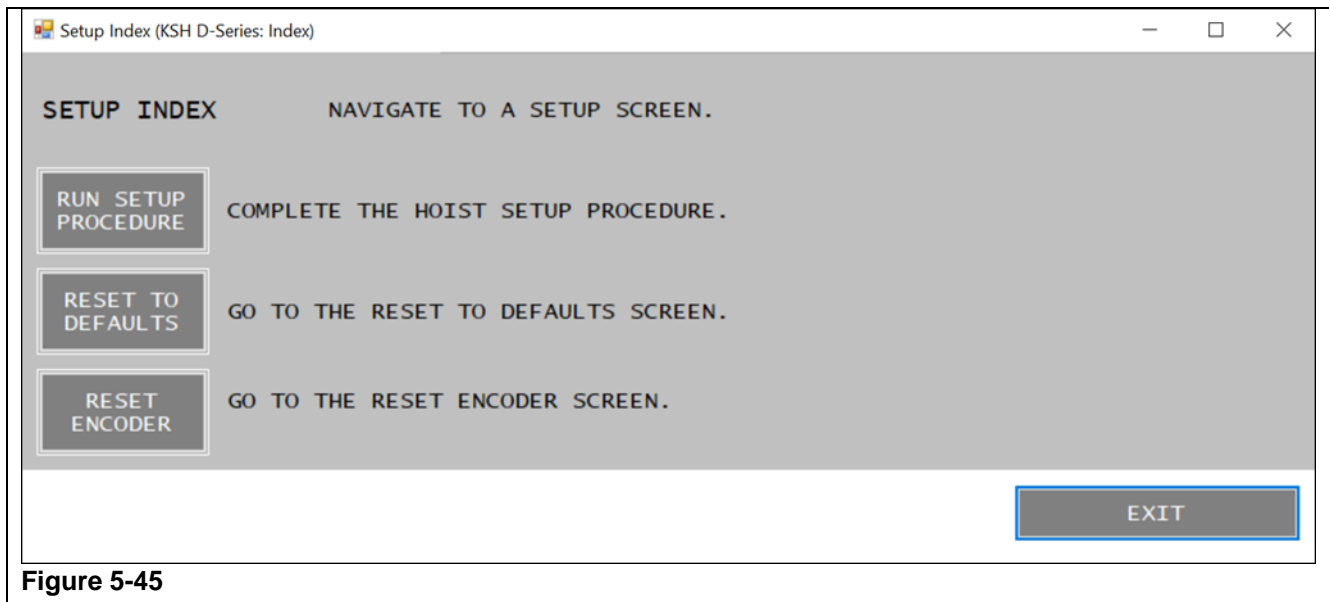 Setup Index (KSH D-Series: Index)
SETUP INDEX NAVIGATE TO A SETUP SCREEN.
RUN SETUP
PROCEDURE
COMPLETE THE HOIST SETUP PROCEDURE.
RESET TO
DEFAULTS
GO TO THE RESET TO DEFAULTS SCREEN.
RESET
ENCODER
GO TO THE RESET ENCODER SCREEN.
EXIT
Figure 5-45